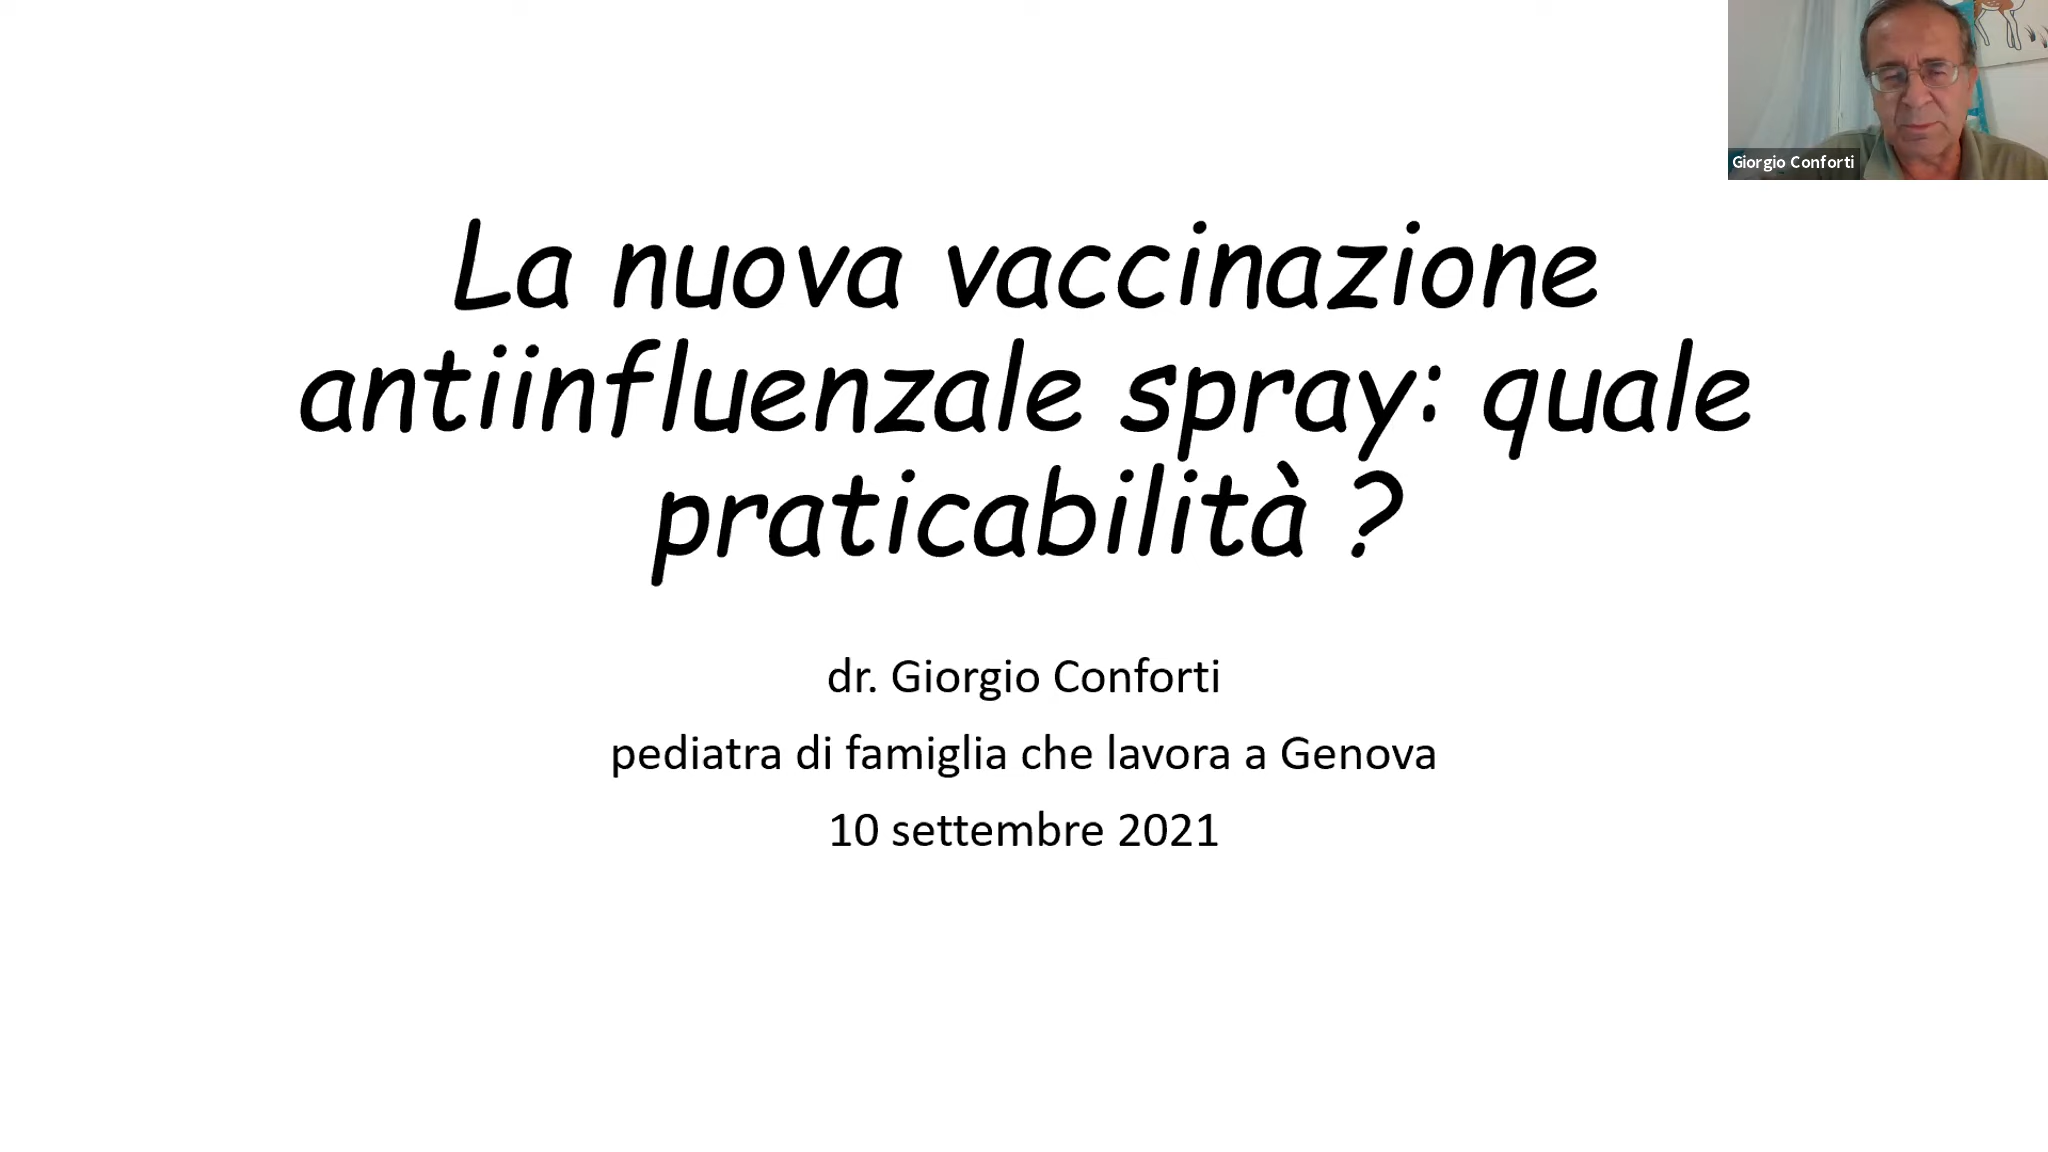 Giorgio Conforti
La nuova vaccinazione
antiinfluenzale spray: quale
praticabilità ?
dr. Giorgio Conforti
pediatra di famiglia che lavora a Genova
10 settembre 2021